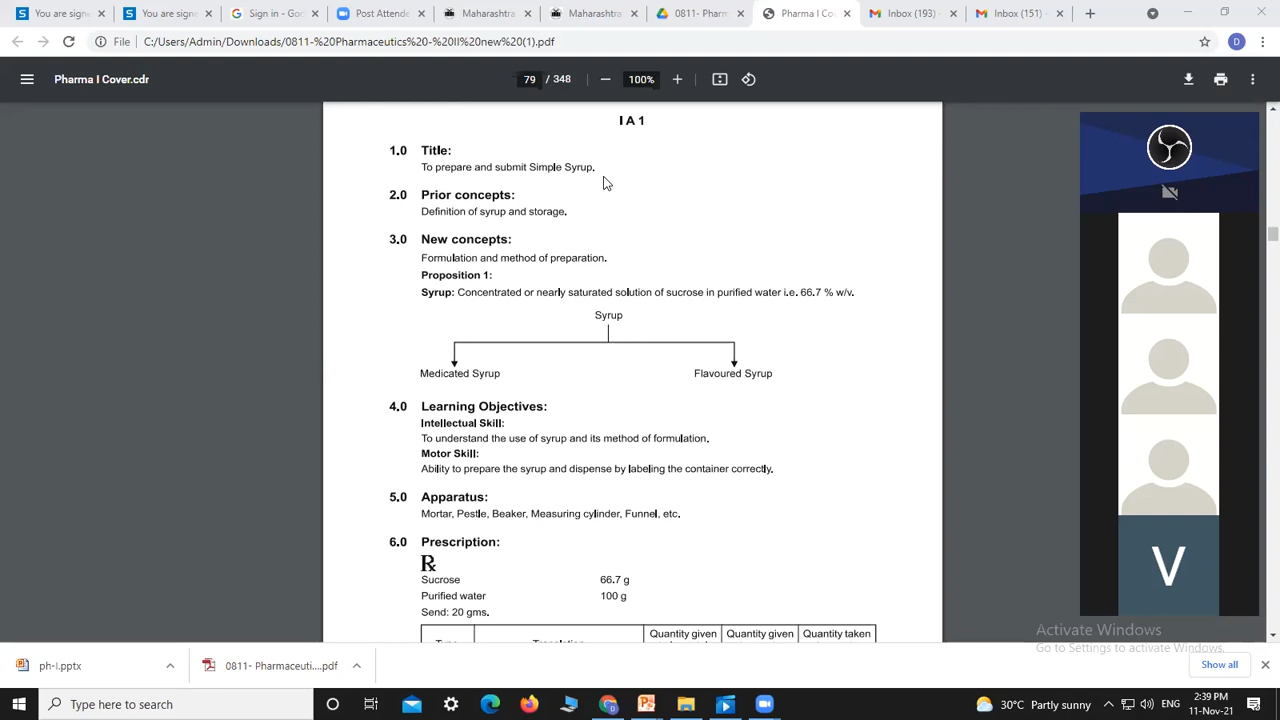 You are signe
You are signe
Sign in - Goo
Post Attende
Maharashtra
Maharashtra
0811- Pharm
Pharma I Cov
Inbox (193) -
Inbox (151) -
File C:/Users/Admin/Downloads/0811-%20Pharmaceutics%20-%20II%20new%20(1).pdf
D
Pharma I Cover.cdr
79 / 348
100%
I A 1
1.0 Title:
To prepare and submit Simple Syrup.
2.0 Prior concepts:
Definition of syrup and storage.
3.0 New concepts:
Formulation and method of preparation.
Proposition 1:
Syrup: Concentrated or nearly saturated solution of sucrose in purified water i.e. 66.7 % w/v.
Syrup
Medicated Syrup Flavoured Syrup
4.0 Learning Objectives:
Intellectual Skill:
To understand the use of syrup and its method of formulation.
Motor Skill:
Ability to prepare the syrup and dispense by labeling the container correctly.
5.0 Apparatus:
Mortar, Pestle, Beaker, Measuring cylinder, Funnel, etc.
6.0 Prescription:
℞
Sucrose 66.7 g
Purified water 100 g
Send: 20 gms.
Quantity given Quantity given Quantity taken
V
Activate Windows
Go to Settings to activate Windows.
ph-I.pptx
0811- Pharmaceuti....pdf
Show all
Type here to search
30°C Partly sunny
ENG
2:39 PM
11-Nov-21